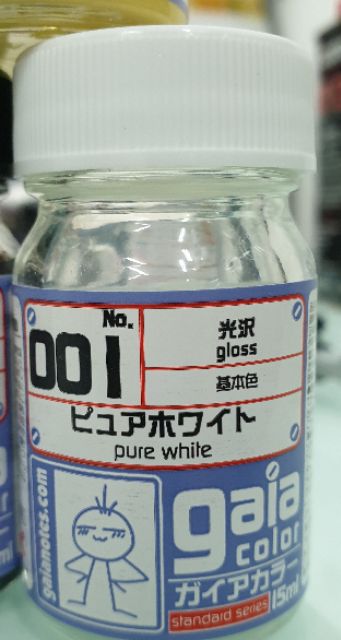 No.
001
光沢
gloss
基本色
ピュアホワイト
pure white
gaianotes.com
gaia
color
ガイアカラー
standard series
15ml